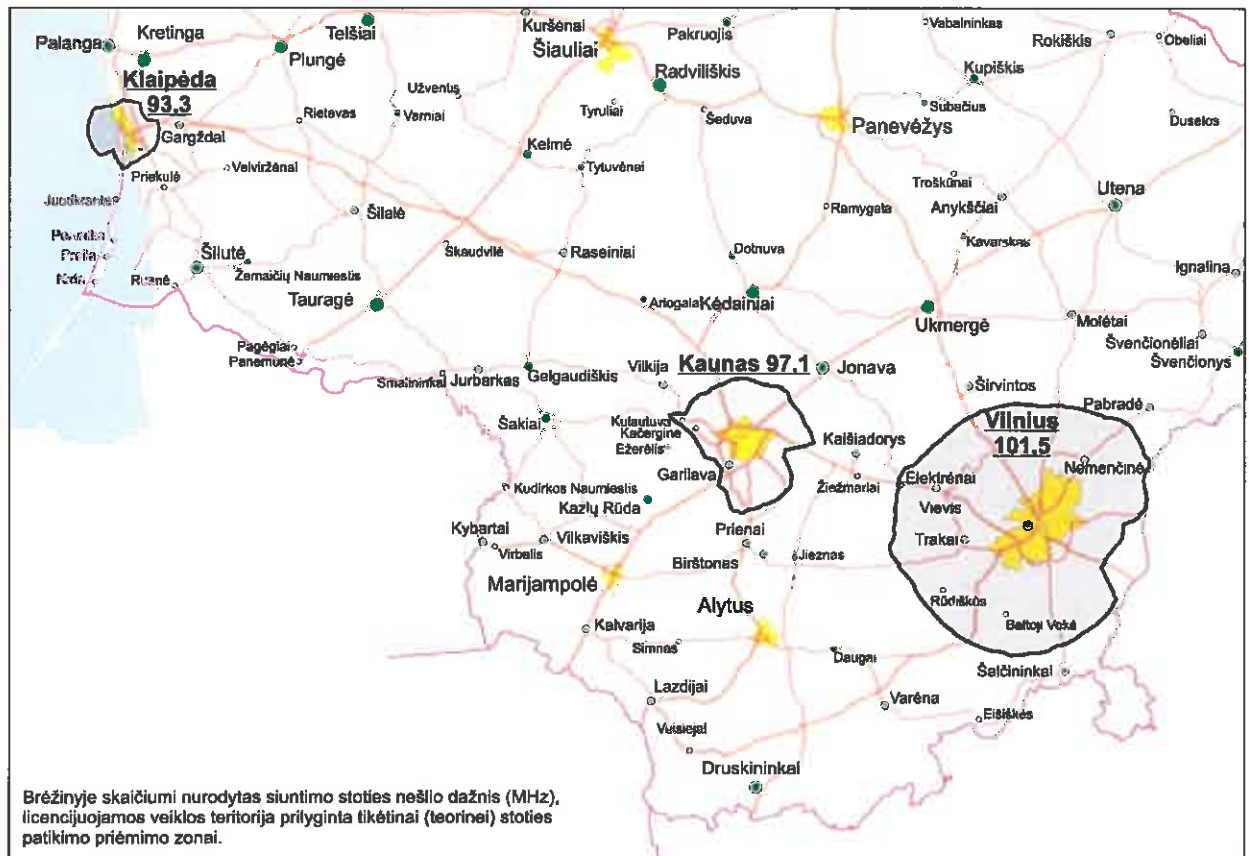 Palanga
Kretinga
Telšiai
Plungė
Kuršėnai
Šiauliai
Pakruojis
Radviliškis
Vabalninkas
Rokiškis
Obeliai
Kupiškis
Subačius
Klaipėda
93,3
Gargždai
Rietavas
Užventis
Varniai
Tyruliai
Šeduva
Panevėžys
Kelmė
Tytuvėnai
Priekulė
Šilalė
Troškūnai
Anykščiai
Utena
Ramygala
Kavarskas
Šilutė
Žemaičių Naumiestis
Skaudvilė
Raseiniai
Dotnuva
Ignalina
Nida
Tauragė
Ariogala
Kėdainiai
Ukmergė
Molėtai
Švenčionėliai
Švenčionys
Pagėgiai
Panemunė
Jurbarkas
Gelgaudiškis
Vilkija
Kaunas 97,1
Jonava
Širvintos
Pabradė
Šakiai
Kačerginė
Ežerėlis
Garliava
Kaišiadorys
Žiežmariai
Vilnius
101,5
Nemenčinė
Elektrėnai
Vievis
Trakai
Kudirkos Naumiestis
Kazlų Rūda
Kybartai
Virbalis
Vilkaviškis
Prienai
Birštonas
Jieznas
Marijampolė
Alytus
Rūdiškės
Baltoji Vokė
Kalvarija
Simnas
Daugai
Šalčininkai
Lazdijai
Varėna
Eišiškės
Veisiejai
Druskininkai
Brėžinyje skaičiumi nurodytas siuntimo stoties nešlio dažnis (MHz),
licencijuojamos veiklos teritorija prilyginta tikėtinai (teorinei) stoties
patikimo priėmimo zonai.